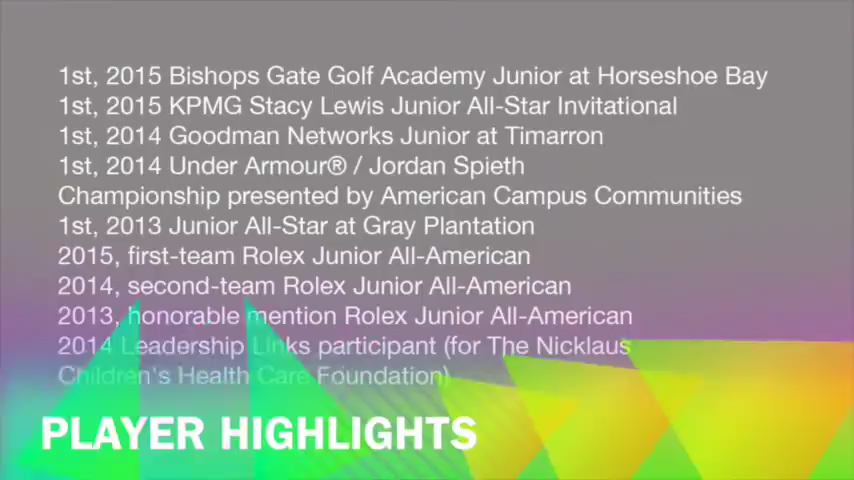 1st, 2015 Bishops Gate Golf Academy Junior at Horseshoe Bay
1st, 2015 KPMG Stacy Lewis Junior All-Star Invitational
1st, 2014 Goodman Networks Junior at Timarron
1st, 2014 Under Armour® / Jordan Spieth
Championship presented by American Campus Communities
1st, 2013 Junior All-Star at Gray Plantation
2015, first-team Rolex Junior All-American
2014, second-team Rolex Junior All-American
2013, honorable mention Rolex Junior All-American
2014 Leadership Links participant (for The Nicklaus
Children's Health Care Foundation)
PLAYER HIGHLIGHTS